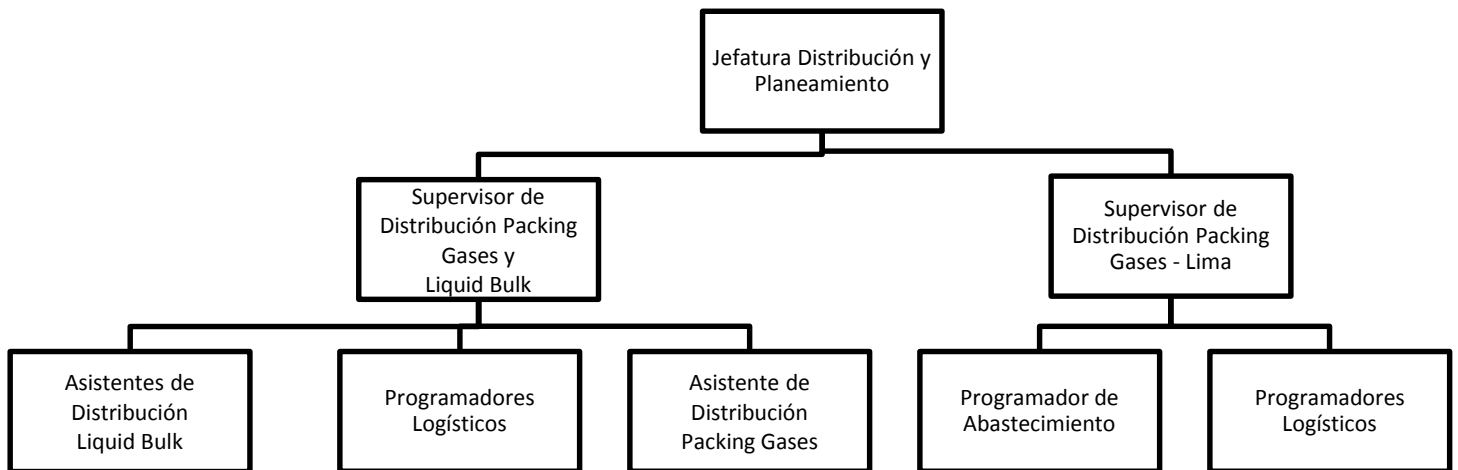 Jefatura Distribución y
Planeamiento
Supervisor de
Distribución Packing
Gases y
Liquid Bulk
Supervisor de
Distribución Packing
Gases - Lima
Asistentes de
Distribución
Liquid Bulk
Programadores
Logísticos
Asistente de
Distribución
Packing Gases
Programador de
Abastecimiento
Programadores
Logísticos